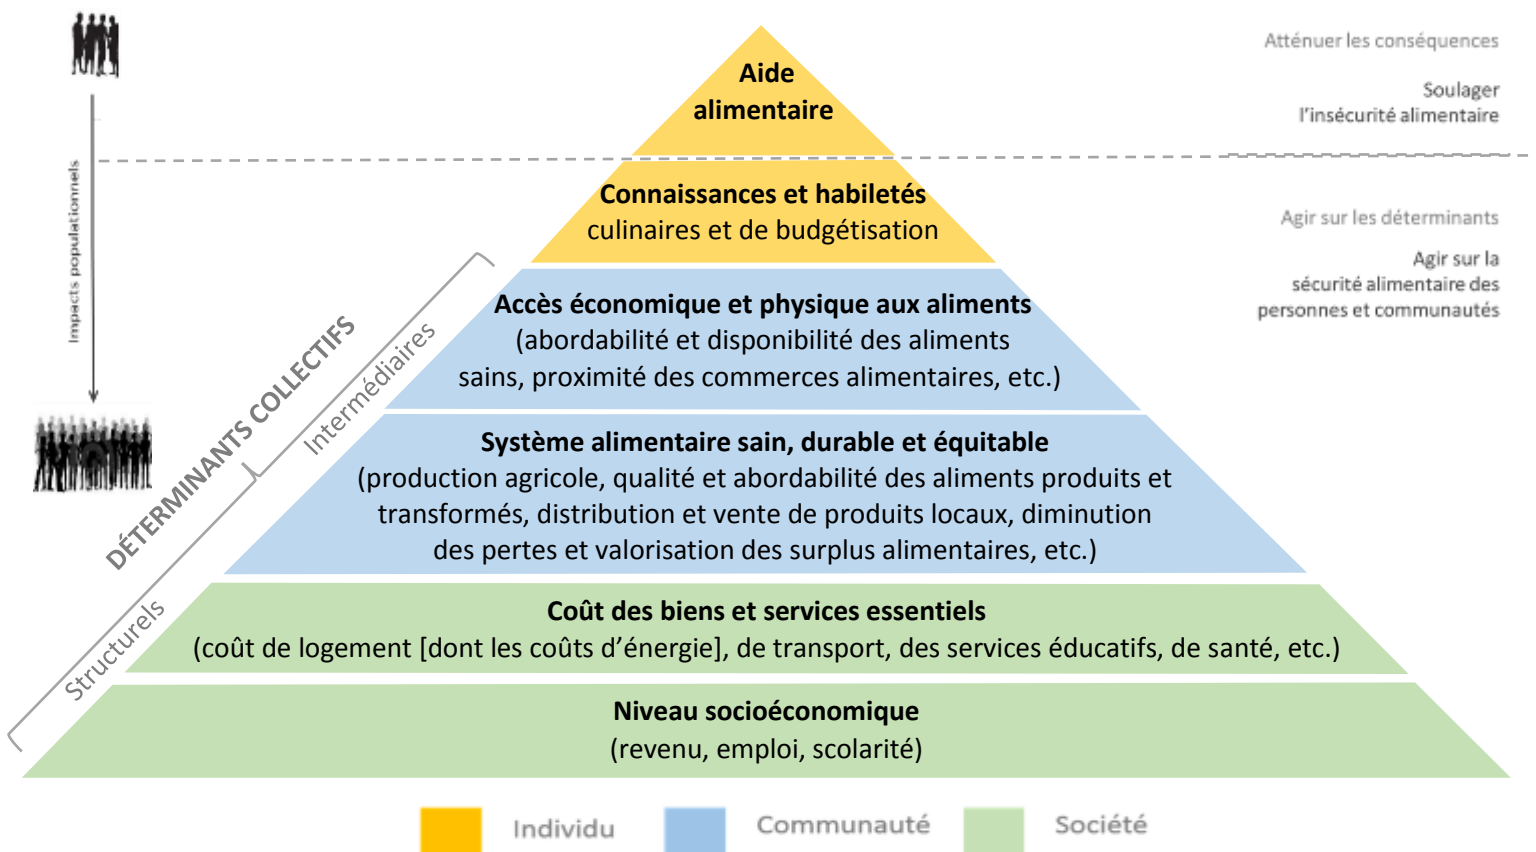 Aide
alimentaire
Atténuer les conséquences
Soulager
l'insécurité alimentaire
Impacts populationnels
Connaissances et habiletés
culinaires et de budgétisation
Agir sur les déterminants
Agir sur la
sécurité alimentaire des
personnes et communautés
DÉTERMINANTS COLLECTIFS
Intermédiaires
Structurels
Accès économique et physique aux aliments
(abordabilité et disponibilité des aliments
sains, proximité des commerces alimentaires, etc.)
Système alimentaire sain, durable et équitable
(production agricole, qualité et abordabilité des aliments produits et
transformés, distribution et vente de produits locaux, diminution
des pertes et valorisation des surplus alimentaires, etc.)
Coût des biens et services essentiels
(coût de logement [dont les coûts d'énergie], de transport, des services éducatifs, de santé, etc.)
Niveau socioéconomique
(revenu, emploi, scolarité)
Individu
Communauté
Société